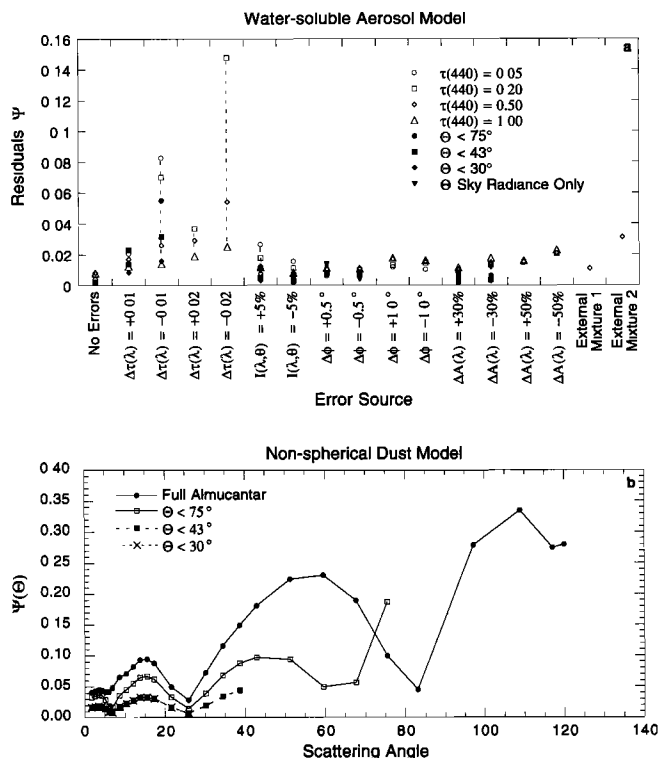 Water-soluble Aerosol Model
a
0.16
0.14
0.12
0 1
0.08
0.06
0.04
0.02
0
Residuals Ψ
τ(440) = 0 05
τ(440) = 0 20
τ(440) = 0.50
τ(440) = 1 00
Θ < 75°
Θ < 43°
Θ < 30°
Θ Sky Radiance Only
No Errors
Δτ(λ) = +0 01
Δτ(λ) = −0 01
Δτ(λ) = +0 02
Δτ(λ) = −0 02
I(λ,θ) = +5%
I(λ,θ) = −5%
Δϕ = +0.5°
Δϕ = −0.5°
Δϕ = +1 0°
Δϕ = −1 0°
ΔA(λ) = +30%
ΔA(λ) = −30%
ΔA(λ) = +50%
ΔA(λ) = −50%
External Mixture 1
External Mixture 2
Error Source
Non-spherical Dust Model
b
0 40
0.35
0.30
0.25
0.20
0.15
0.10
0.05
0.00
Ψ(Θ)
Full Almucantar
Θ < 75°
Θ < 43°
Θ < 30°
0 20 40 60 80 100 120 140
Scattering Angle